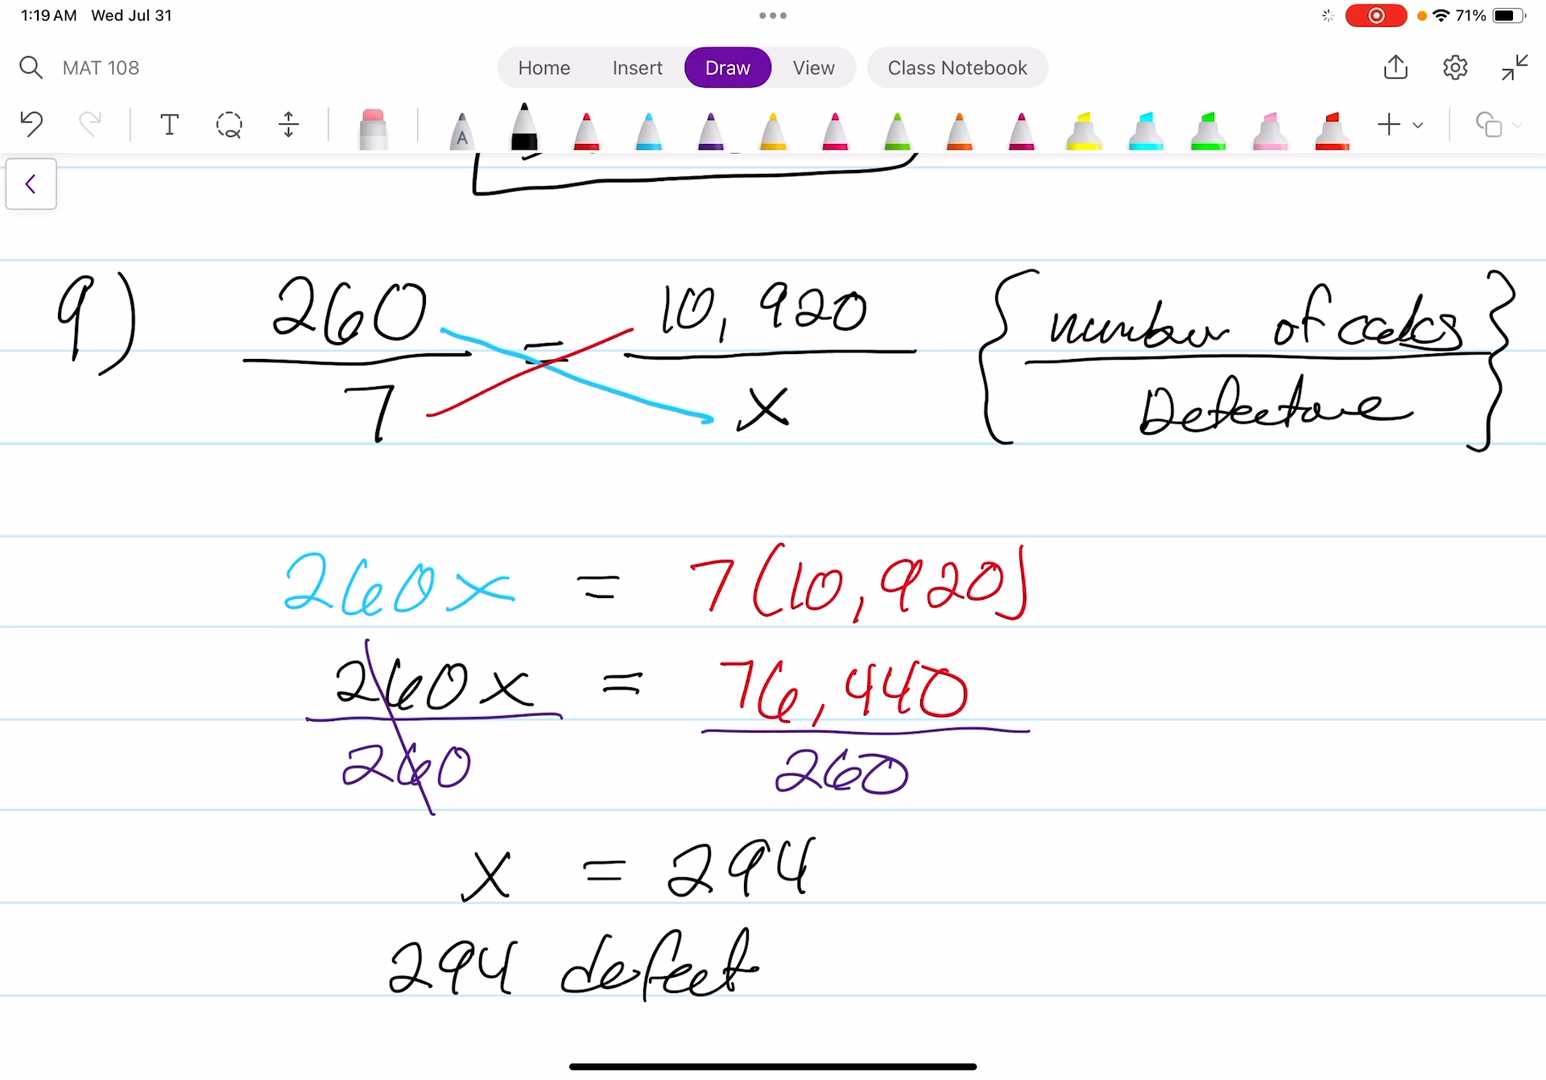 1:19 AM Wed Jul 31
71%
MAT 108
Home Insert Draw View Class Notebook
T A
9) 260 = 10,920 { number of calcs }
7 x Defective
260x = 7(10,920)
260x = 76,440
260 260
x = 294
294 defect